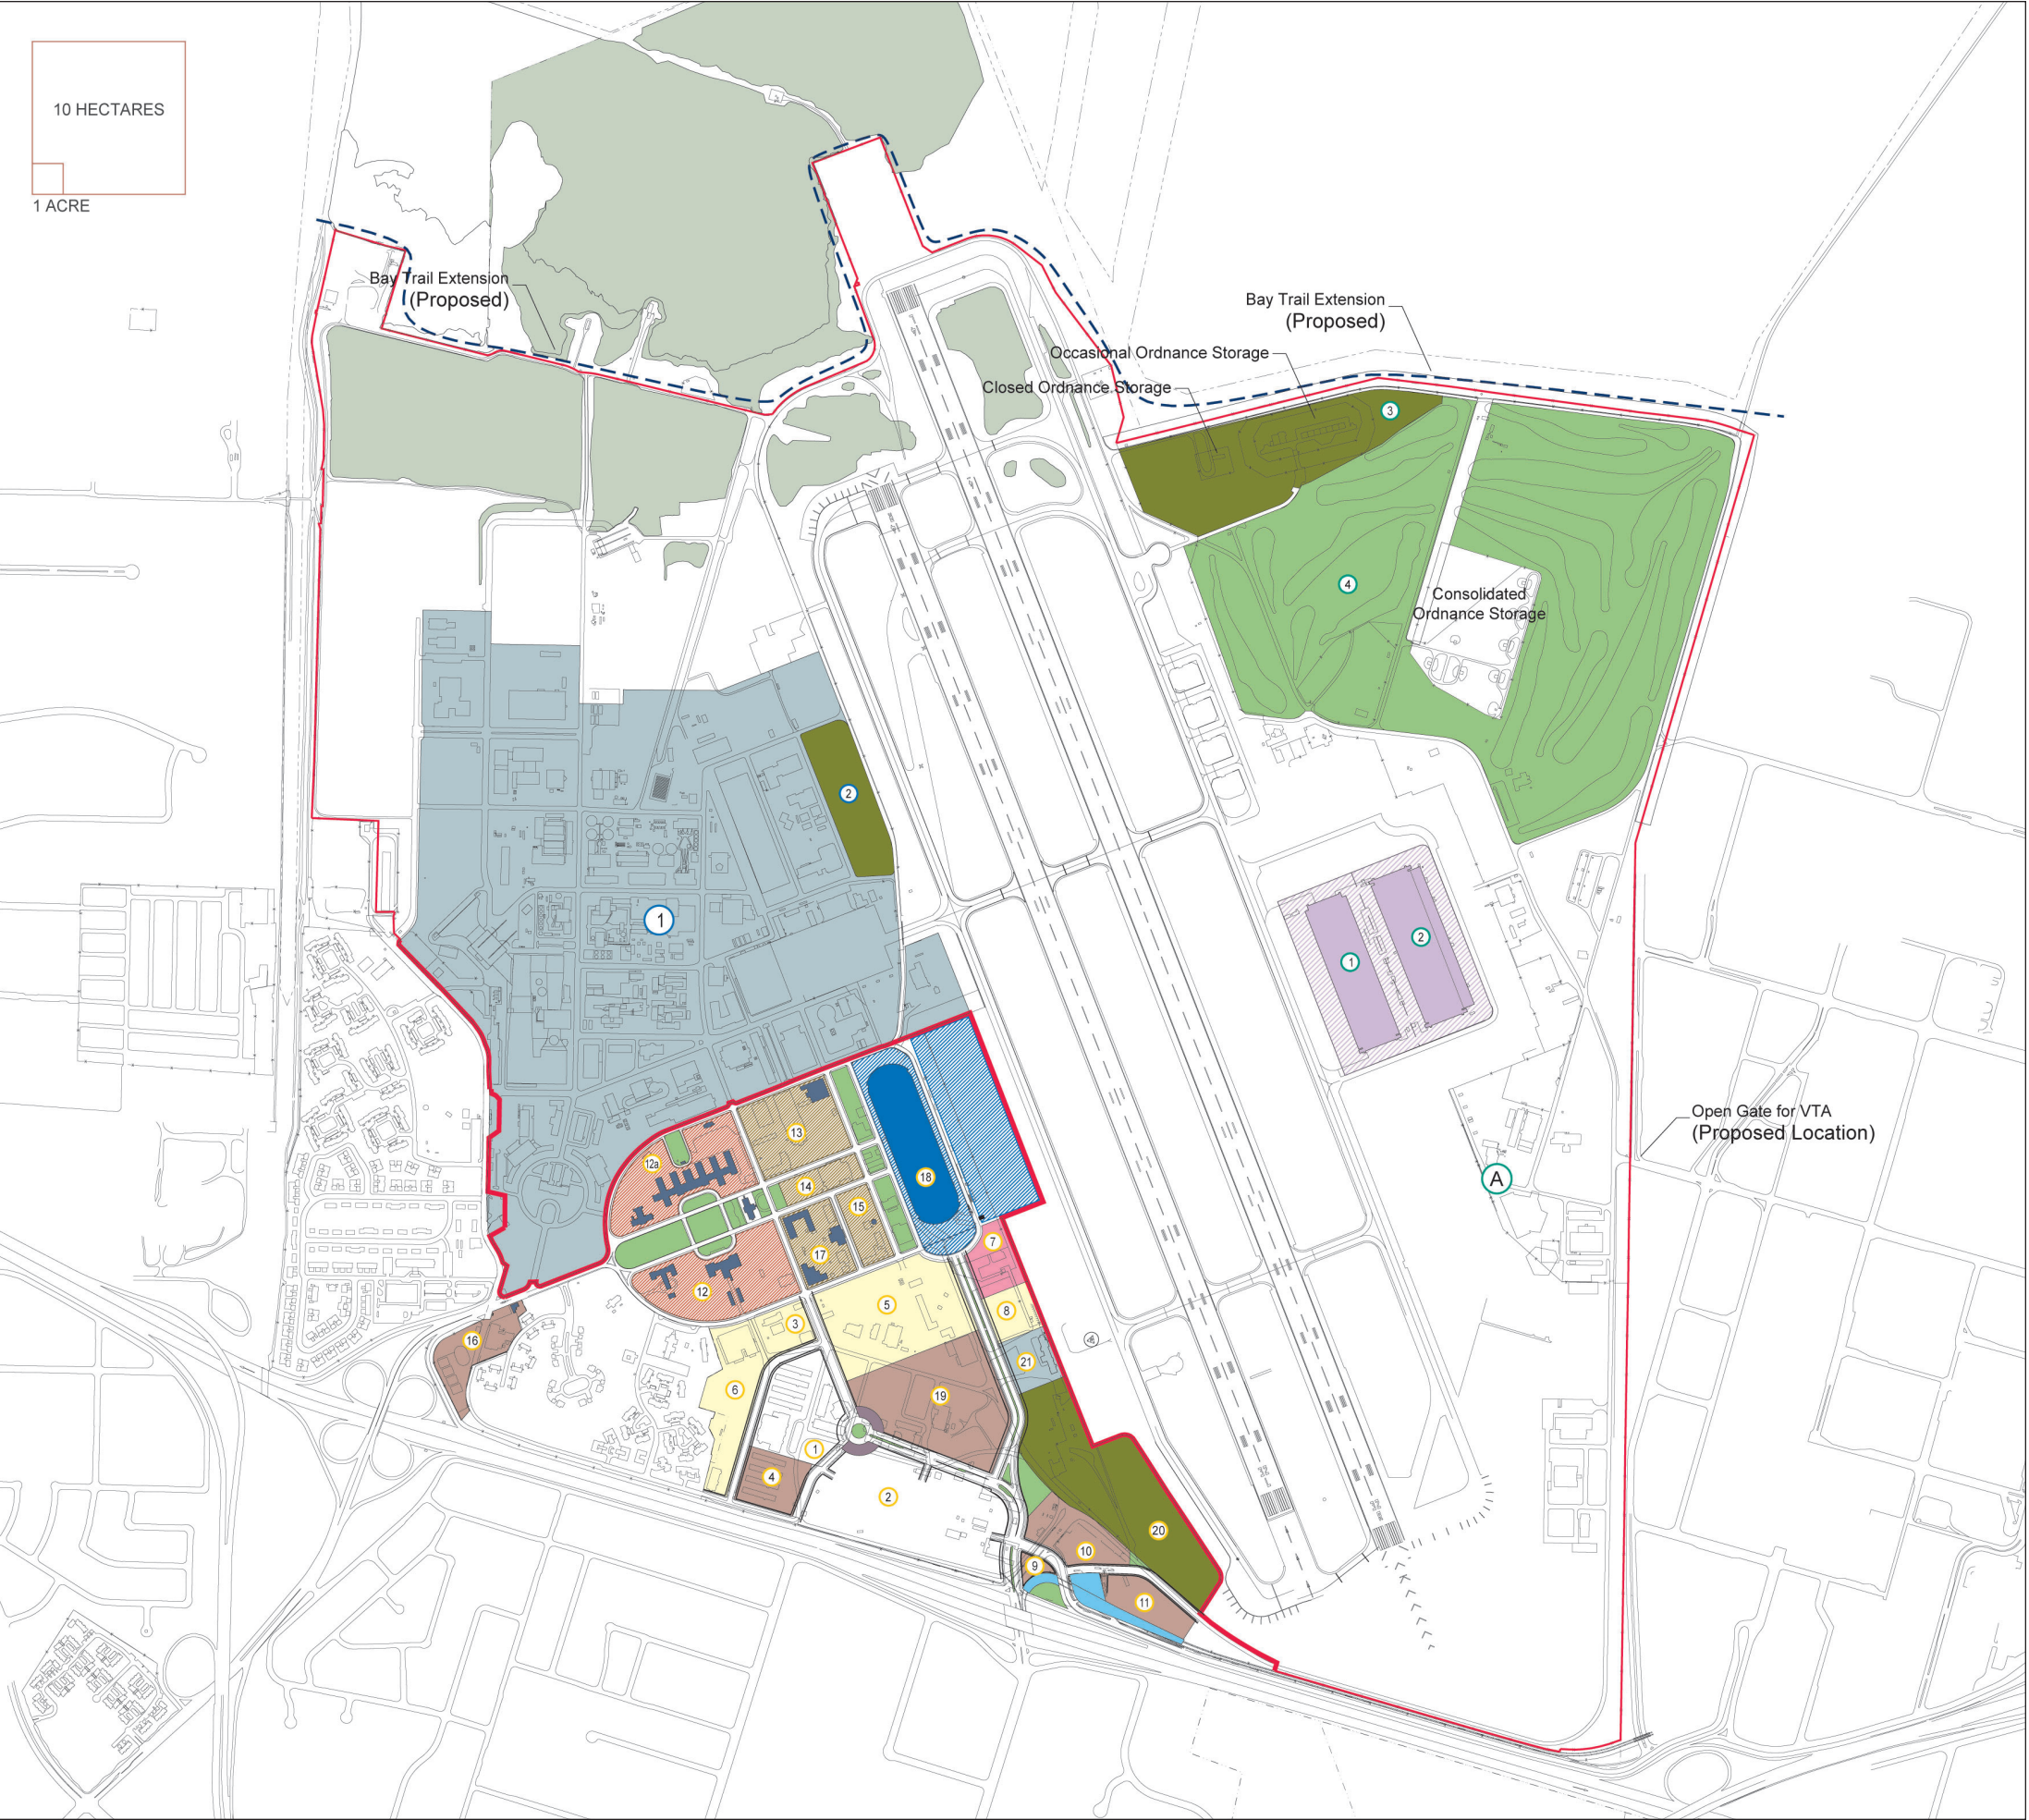 10 HECTARES
1 ACRE
Bay Trail Extension
(Proposed)
Bay Trail Extension
(Proposed)
Occasional Ordnance Storage
Closed Ordnance Storage
3
4
Consolidated
Ordnance Storage
2
1
1
2
Open Gate for VTA
(Proposed Location)
A
13
12a
14
15
18
17
7
12
5
8
3
16
21
6
19
1
4
2
20
10
9
11